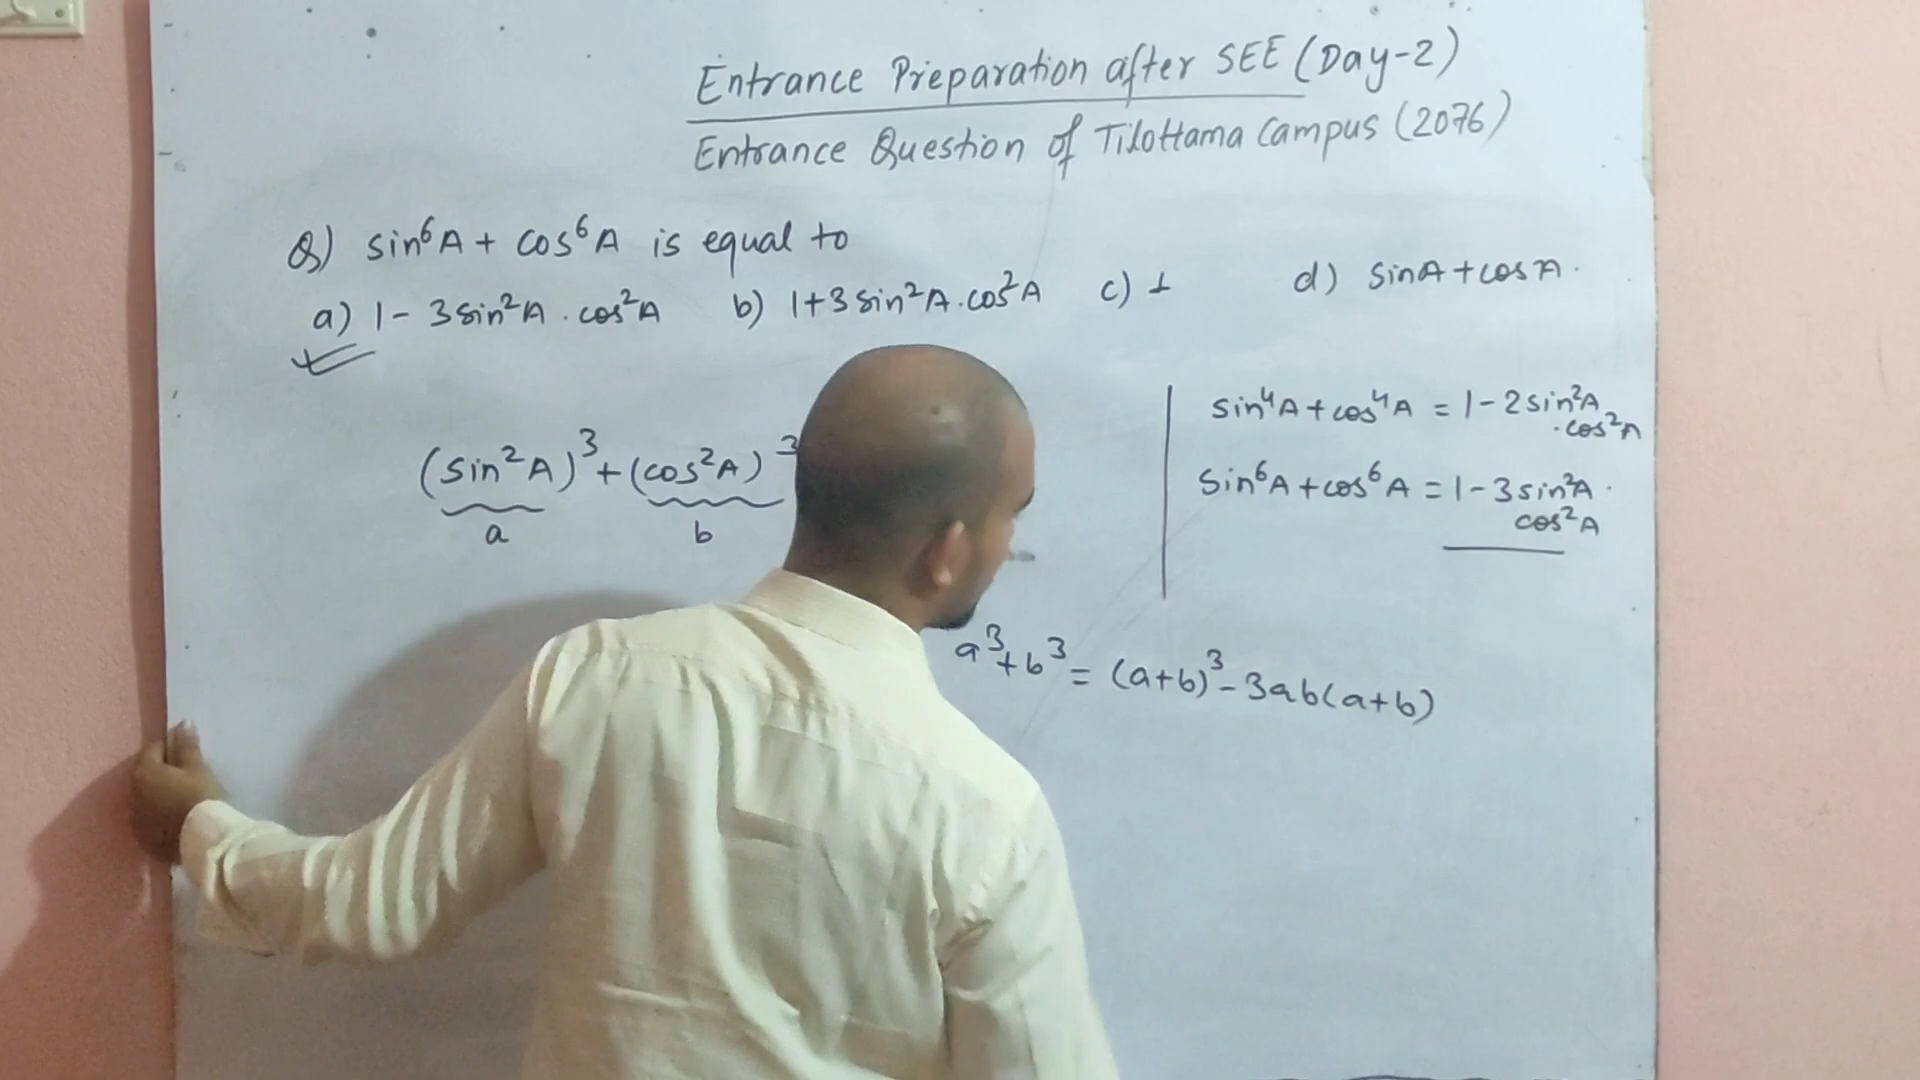 Entrance Preparation after SEE (Day-2)
Entrance Question of Tilottama Campus (2076)
Q) sin⁶A + cos⁶A is equal to
a) 1 - 3sin²A . cos²A b) 1+3sin²A.cos²A c) 1 d) sinA+cosA.
(sin²A)³+(cos²A)³
a b
sin⁴A+cos⁴A = 1-2sin²A
.cos²A
sin⁶A+cos⁶A = 1-3sin²A.
cos²A
a³+b³ = (a+b)³-3ab(a+b)